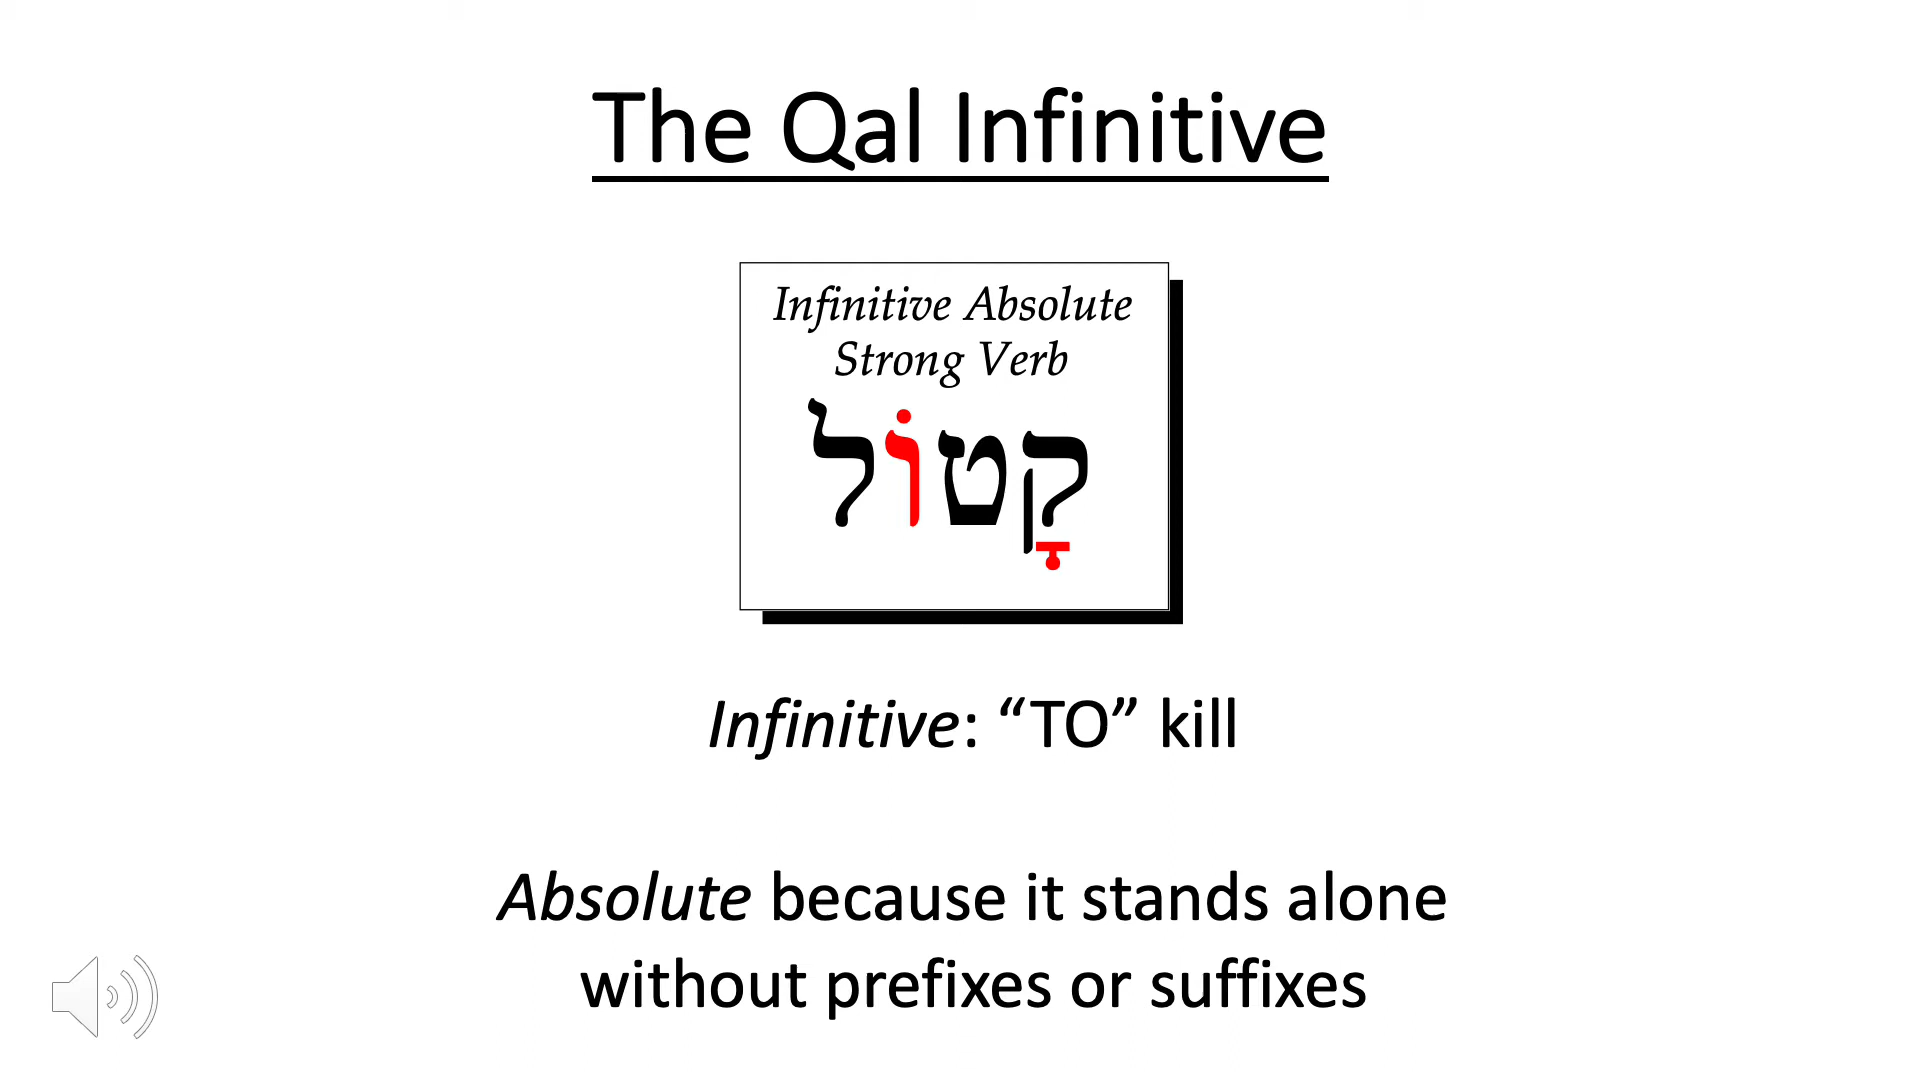 The Qal Infinitive
Infinitive Absolute
Strong Verb
קָטוֹל
Infinitive: “TO” kill
Absolute because it stands alone
without prefixes or suffixes